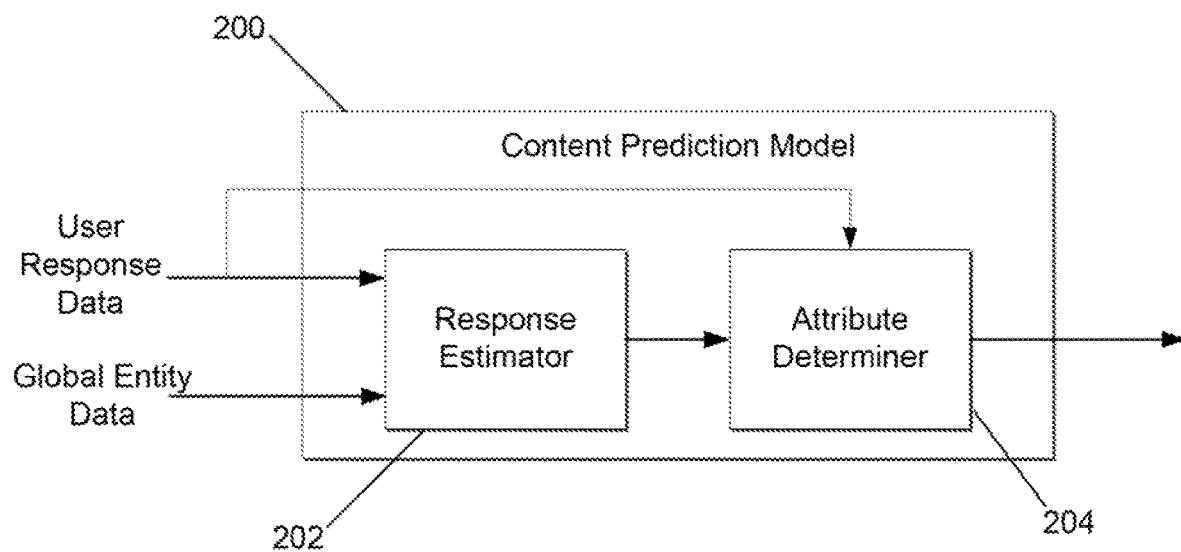 200
Content Prediction Model
User
Response
Data
Response
Estimator
Attribute
Determiner
Global Entity
Data
202
204